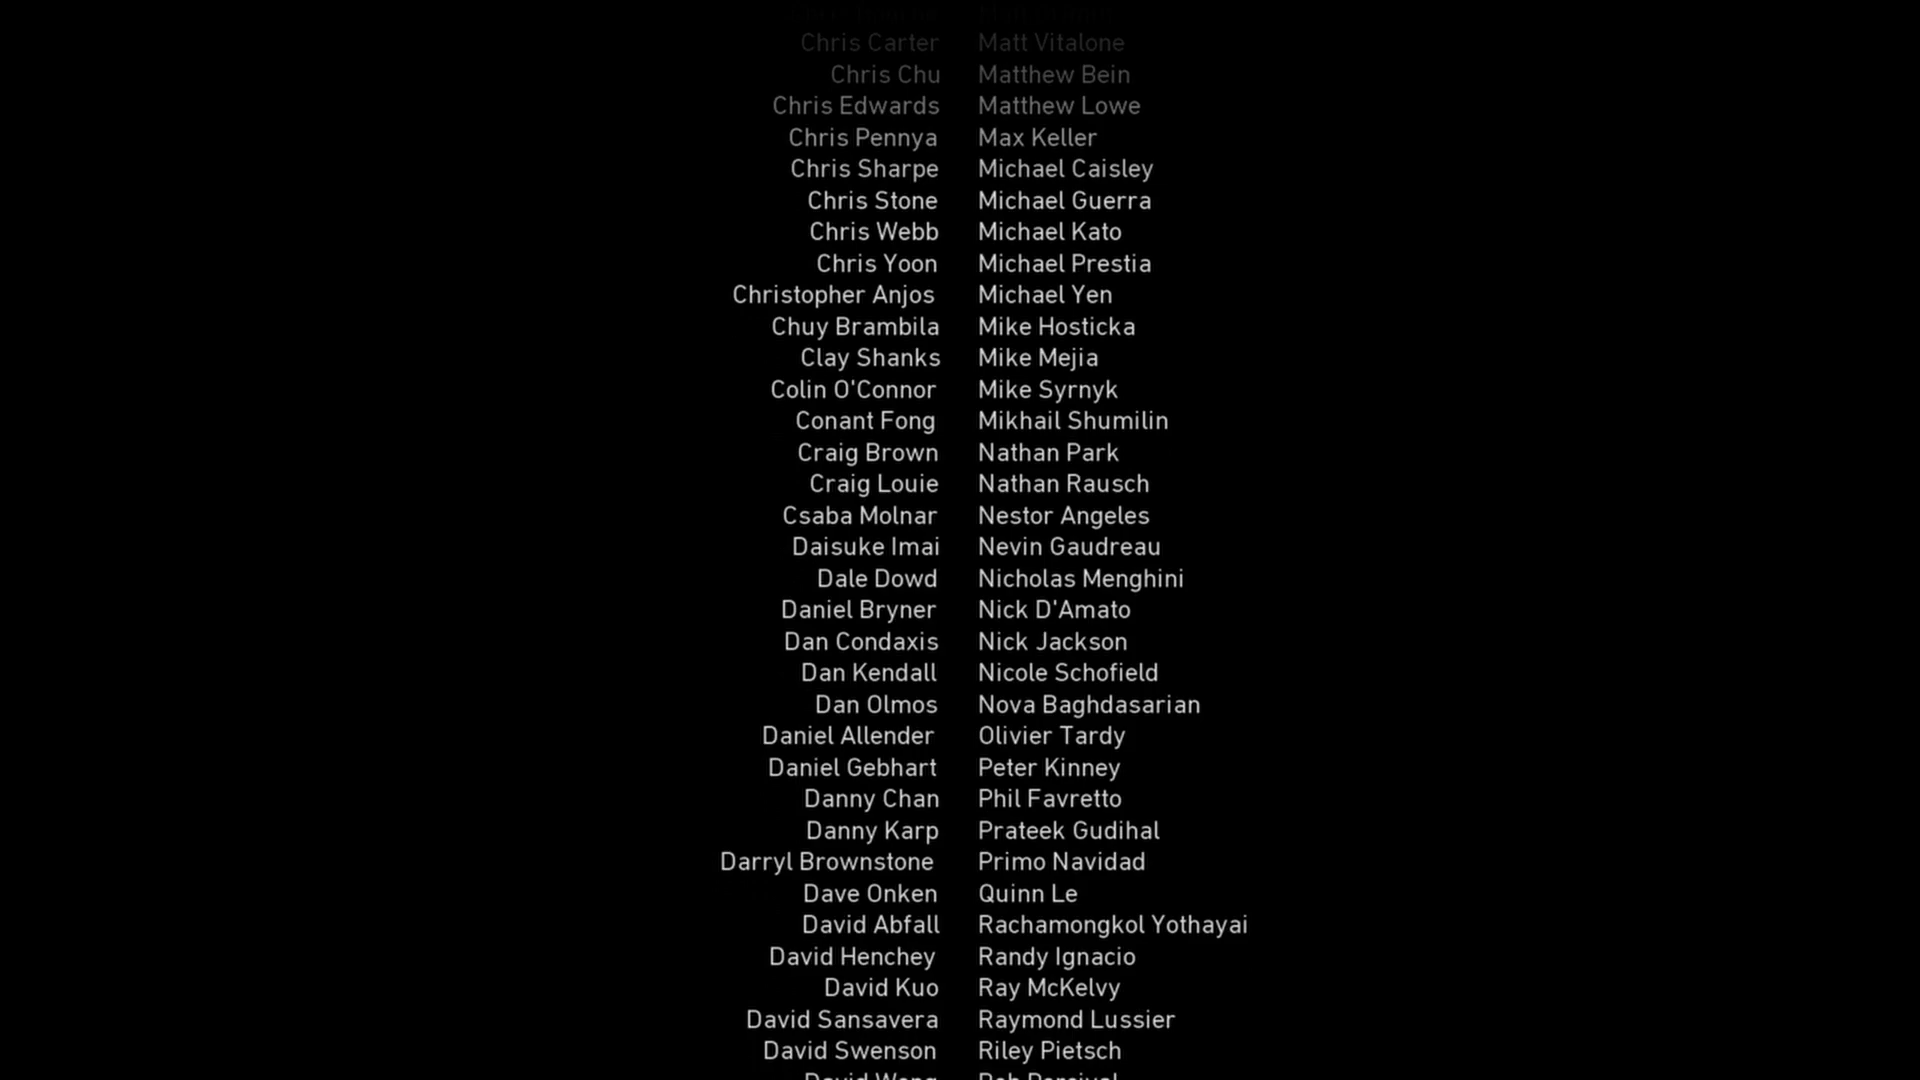 Chris Carter Matt Vitalone
Chris Chu Matthew Bein
Chris Edwards Matthew Lowe
Chris Pennya Max Keller
Chris Sharpe Michael Caisley
Chris Stone Michael Guerra
Chris Webb Michael Kato
Chris Yoon Michael Prestia
Christopher Anjos Michael Yen
Chuy Brambila Mike Hosticka
Clay Shanks Mike Mejia
Colin O'Connor Mike Syrnyk
Conant Fong Mikhail Shumilin
Craig Brown Nathan Park
Craig Louie Nathan Rausch
Csaba Molnar Nestor Angeles
Daisuke Imai Nevin Gaudreau
Dale Dowd Nicholas Menghini
Daniel Bryner Nick D'Amato
Dan Condaxis Nick Jackson
Dan Kendall Nicole Schofield
Dan Olmos Nova Baghdasarian
Daniel Allender Olivier Tardy
Daniel Gebhart Peter Kinney
Danny Chan Phil Favretto
Danny Karp Prateek Gudihal
Darryl Brownstone Primo Navidad
Dave Onken Quinn Le
David Abfall Rachamongkol Yothayai
David Henchey Randy Ignacio
David Kuo Ray McKelvy
David Sansavera Raymond Lussier
David Swenson Riley Pietsch
David